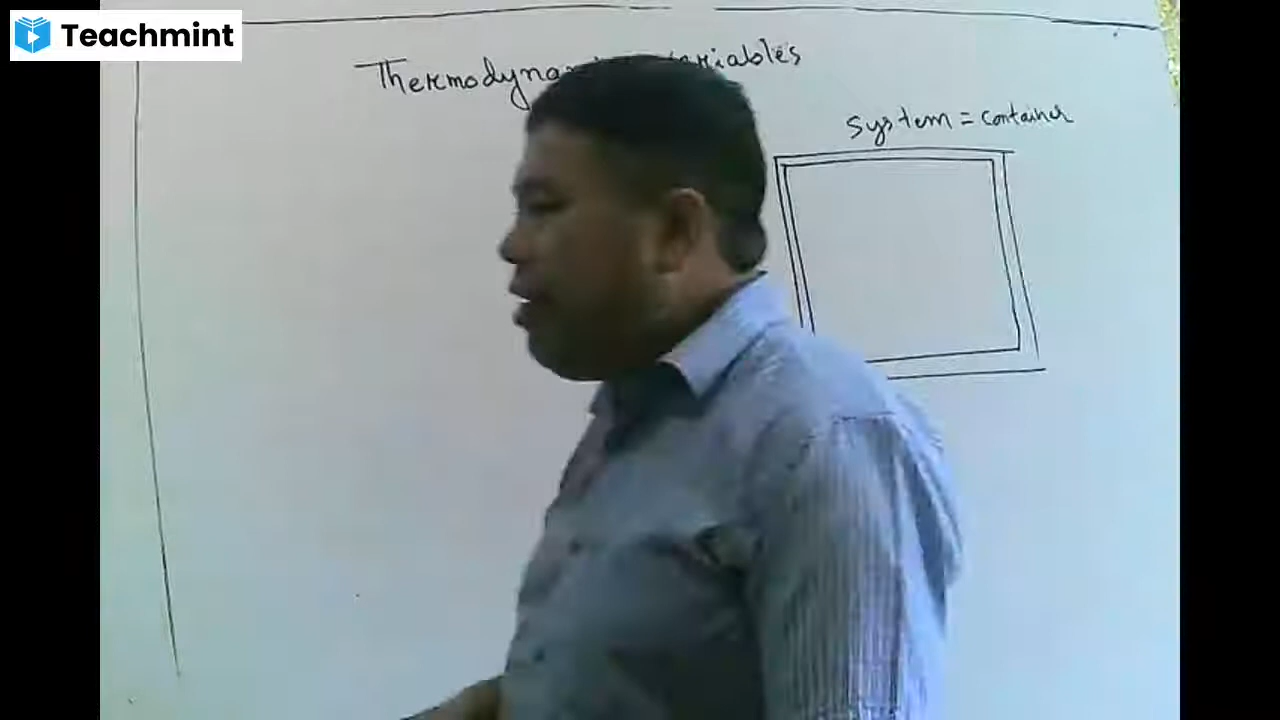 Teachmint
Thermodynamic variables
system = container